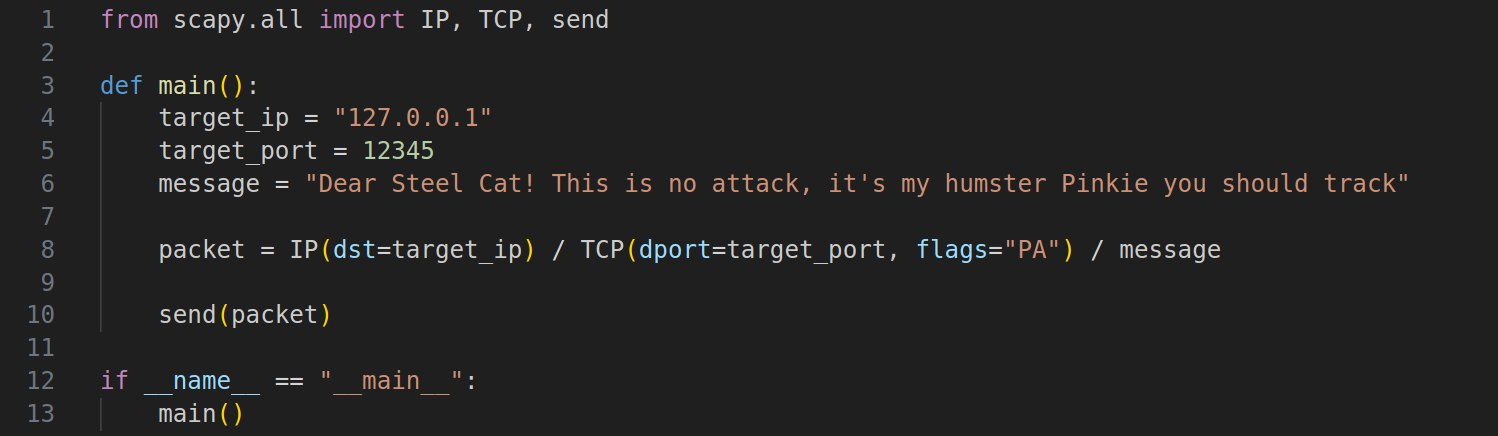 1 from scapy.all import IP, TCP, send
2
3 def main():
4     target_ip = "127.0.0.1"
5     target_port = 12345
6     message = "Dear Steel Cat! This is no attack, it's my humster Pinkie you should track"
7
8     packet = IP(dst=target_ip) / TCP(dport=target_port, flags="PA") / message
9
10     send(packet)
11
12 if __name__ == "__main__":
13     main()